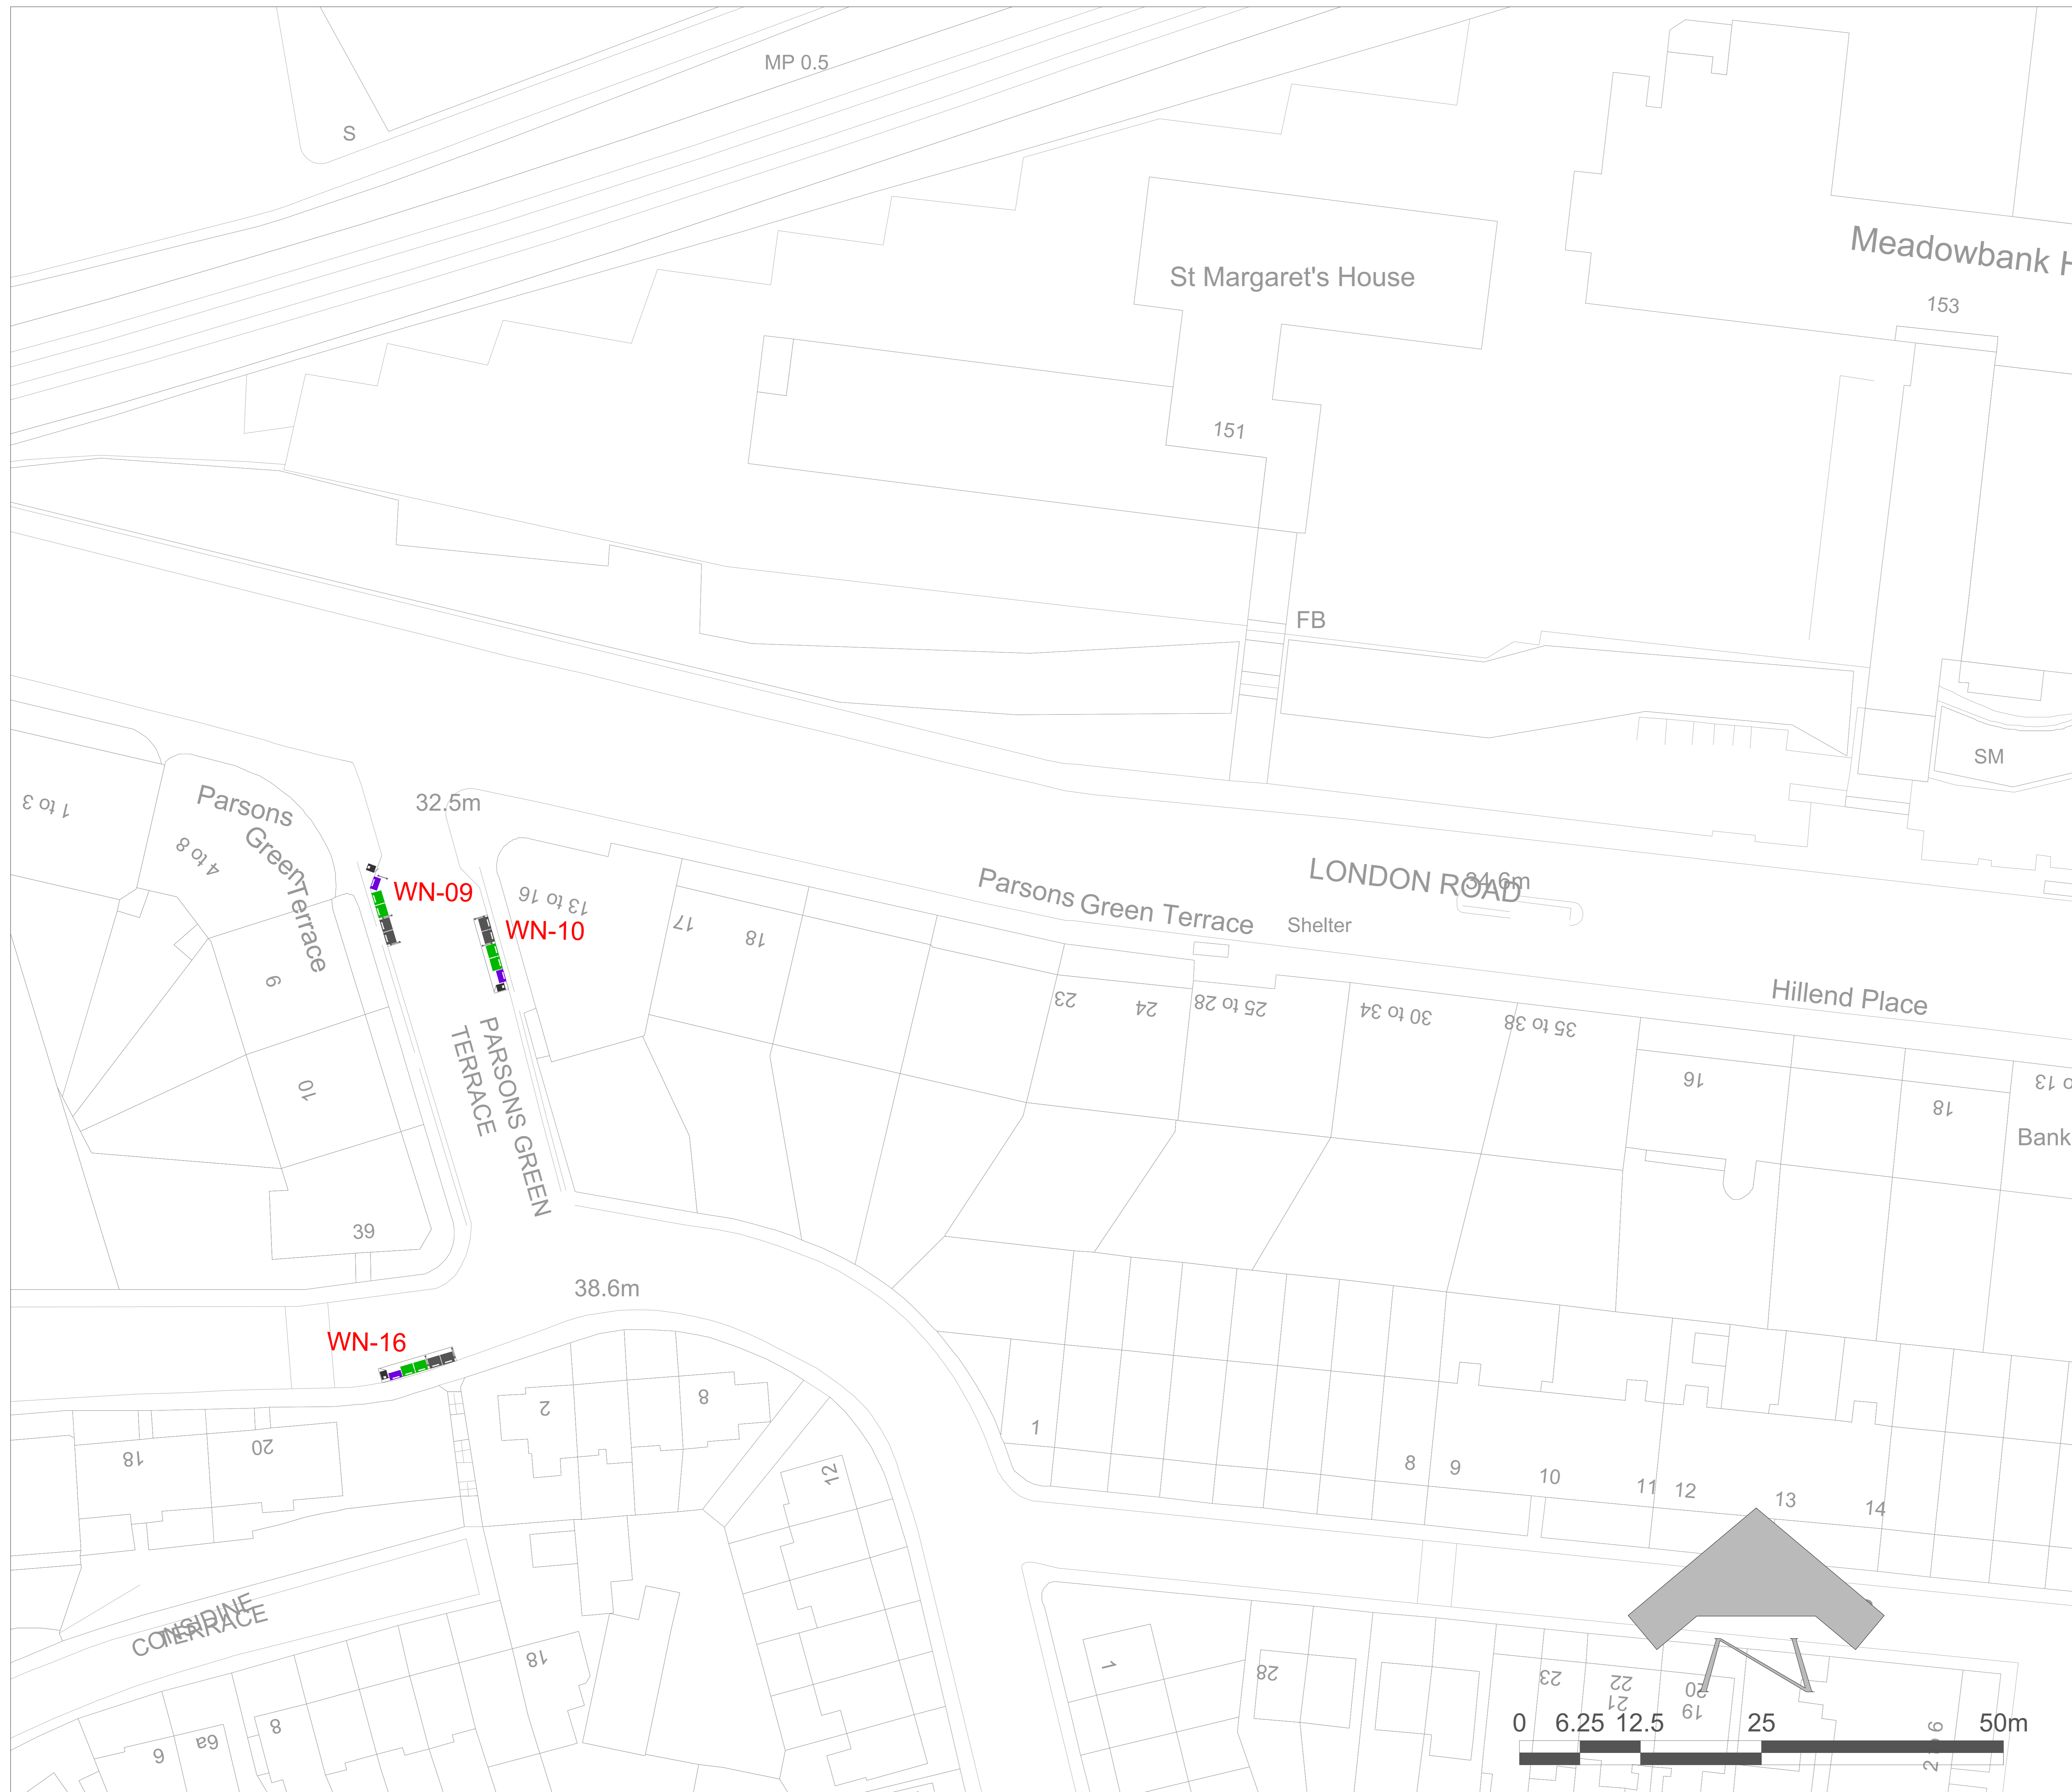 MP 0.5
S
Meadowbank H
St Margaret's House
153
151
FB
SM
1 to 3
Parsons
32.5m
4 to 8
Green
Terrace
WN-09
13 to 16
WN-10
17
18
Parsons Green Terrace
Shelter
LONDON ROAD
34.6m
Hillend Place
9
23
24
25 to 28
30 to 34
35 to 38
16
18
Bank
10
PARSONS GREEN
TERRACE
39
38.6m
WN-16
2
8
18
20
12
1
8
9
10
11
12
13
14
CONSIDINE
TERRACE
18
6
6a
8
1
28
23
22
21
20
19
N
0 6.25 12.5 25 50m